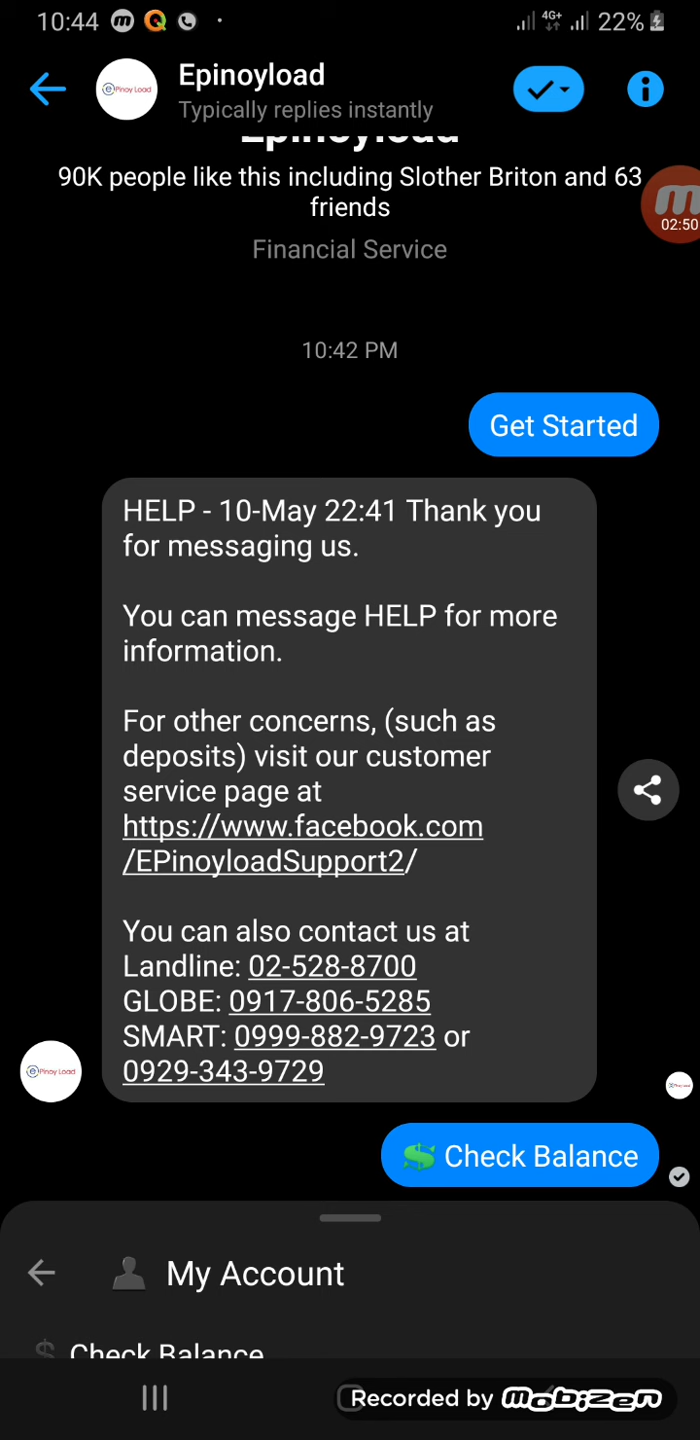 10:44 4G+ 22%
Epinoyload
Typically replies instantly
Epinoyload
90K people like this including Slother Briton and 63
friends
02:50
Financial Service
10:42 PM
Get Started
HELP - 10-May 22:41 Thank you
for messaging us.
You can message HELP for more
information.
For other concerns, (such as
deposits) visit our customer
service page at
https://www.facebook.com
/EPinoyloadSupport2/
You can also contact us at
Landline: 02-528-8700
GLOBE: 0917-806-5285
SMART: 0999-882-9723 or
0929-343-9729
Pinoy Load
Check Balance
My Account
Check Balance
Recorded by mobizen